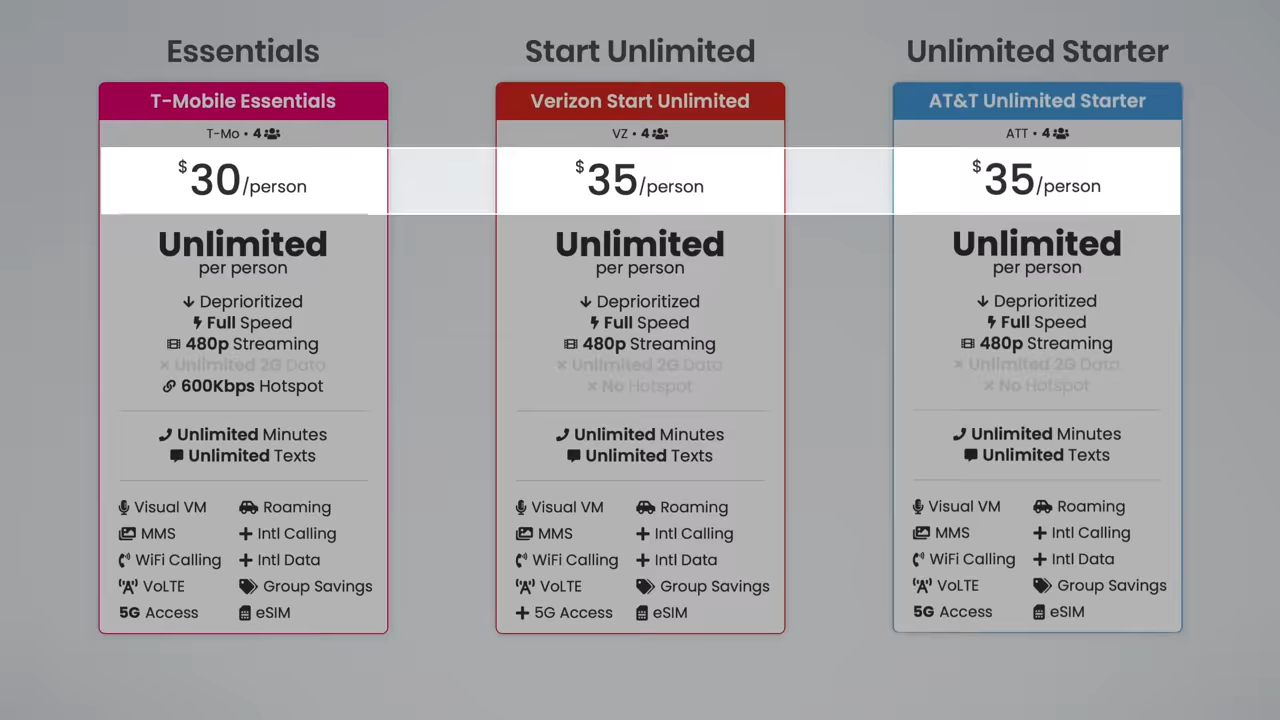 Essentials
T-Mobile Essentials
T-Mo • 4
$30/person
Unlimited
per person
Deprioritized
Full Speed
480p Streaming
× Unlimited 2G Data
600Kbps Hotspot
Unlimited Minutes
Unlimited Texts
Visual VM Roaming
MMS + Intl Calling
WiFi Calling + Intl Data
VoLTE Group Savings
5G Access eSIM
Start Unlimited
Verizon Start Unlimited
VZ • 4
$35/person
Unlimited
per person
Deprioritized
Full Speed
480p Streaming
× Unlimited 2G Data
× No Hotspot
Unlimited Minutes
Unlimited Texts
Visual VM Roaming
MMS + Intl Calling
WiFi Calling + Intl Data
VoLTE Group Savings
+ 5G Access eSIM
Unlimited Starter
AT&T Unlimited Starter
ATT • 4
$35/person
Unlimited
per person
Deprioritized
Full Speed
480p Streaming
× Unlimited 2G Data
× No Hotspot
Unlimited Minutes
Unlimited Texts
Visual VM Roaming
MMS + Intl Calling
WiFi Calling + Intl Data
VoLTE Group Savings
5G Access eSIM